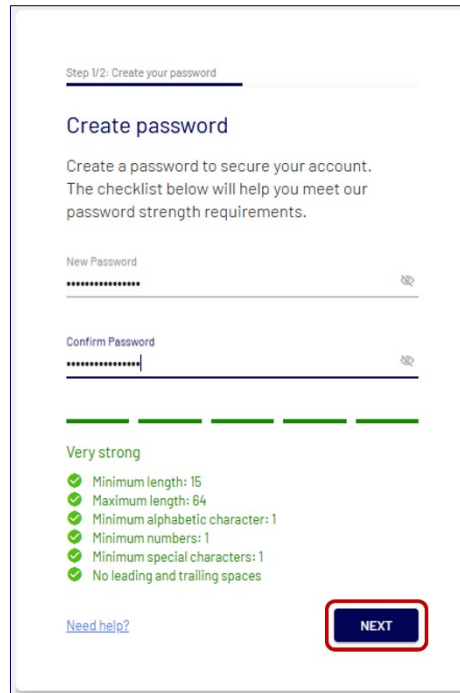 Step 1/2: Create your password
Create password
Create a password to secure your account.
The checklist below will help you meet our
password strength requirements.
New Password
••••••••••••••••
Confirm Password
••••••••••••••••
Very strong
Minimum length: 15
Maximum length: 64
Minimum alphabetic character: 1
Minimum numbers: 1
Minimum special characters: 1
No leading and trailing spaces
Need help?
NEXT